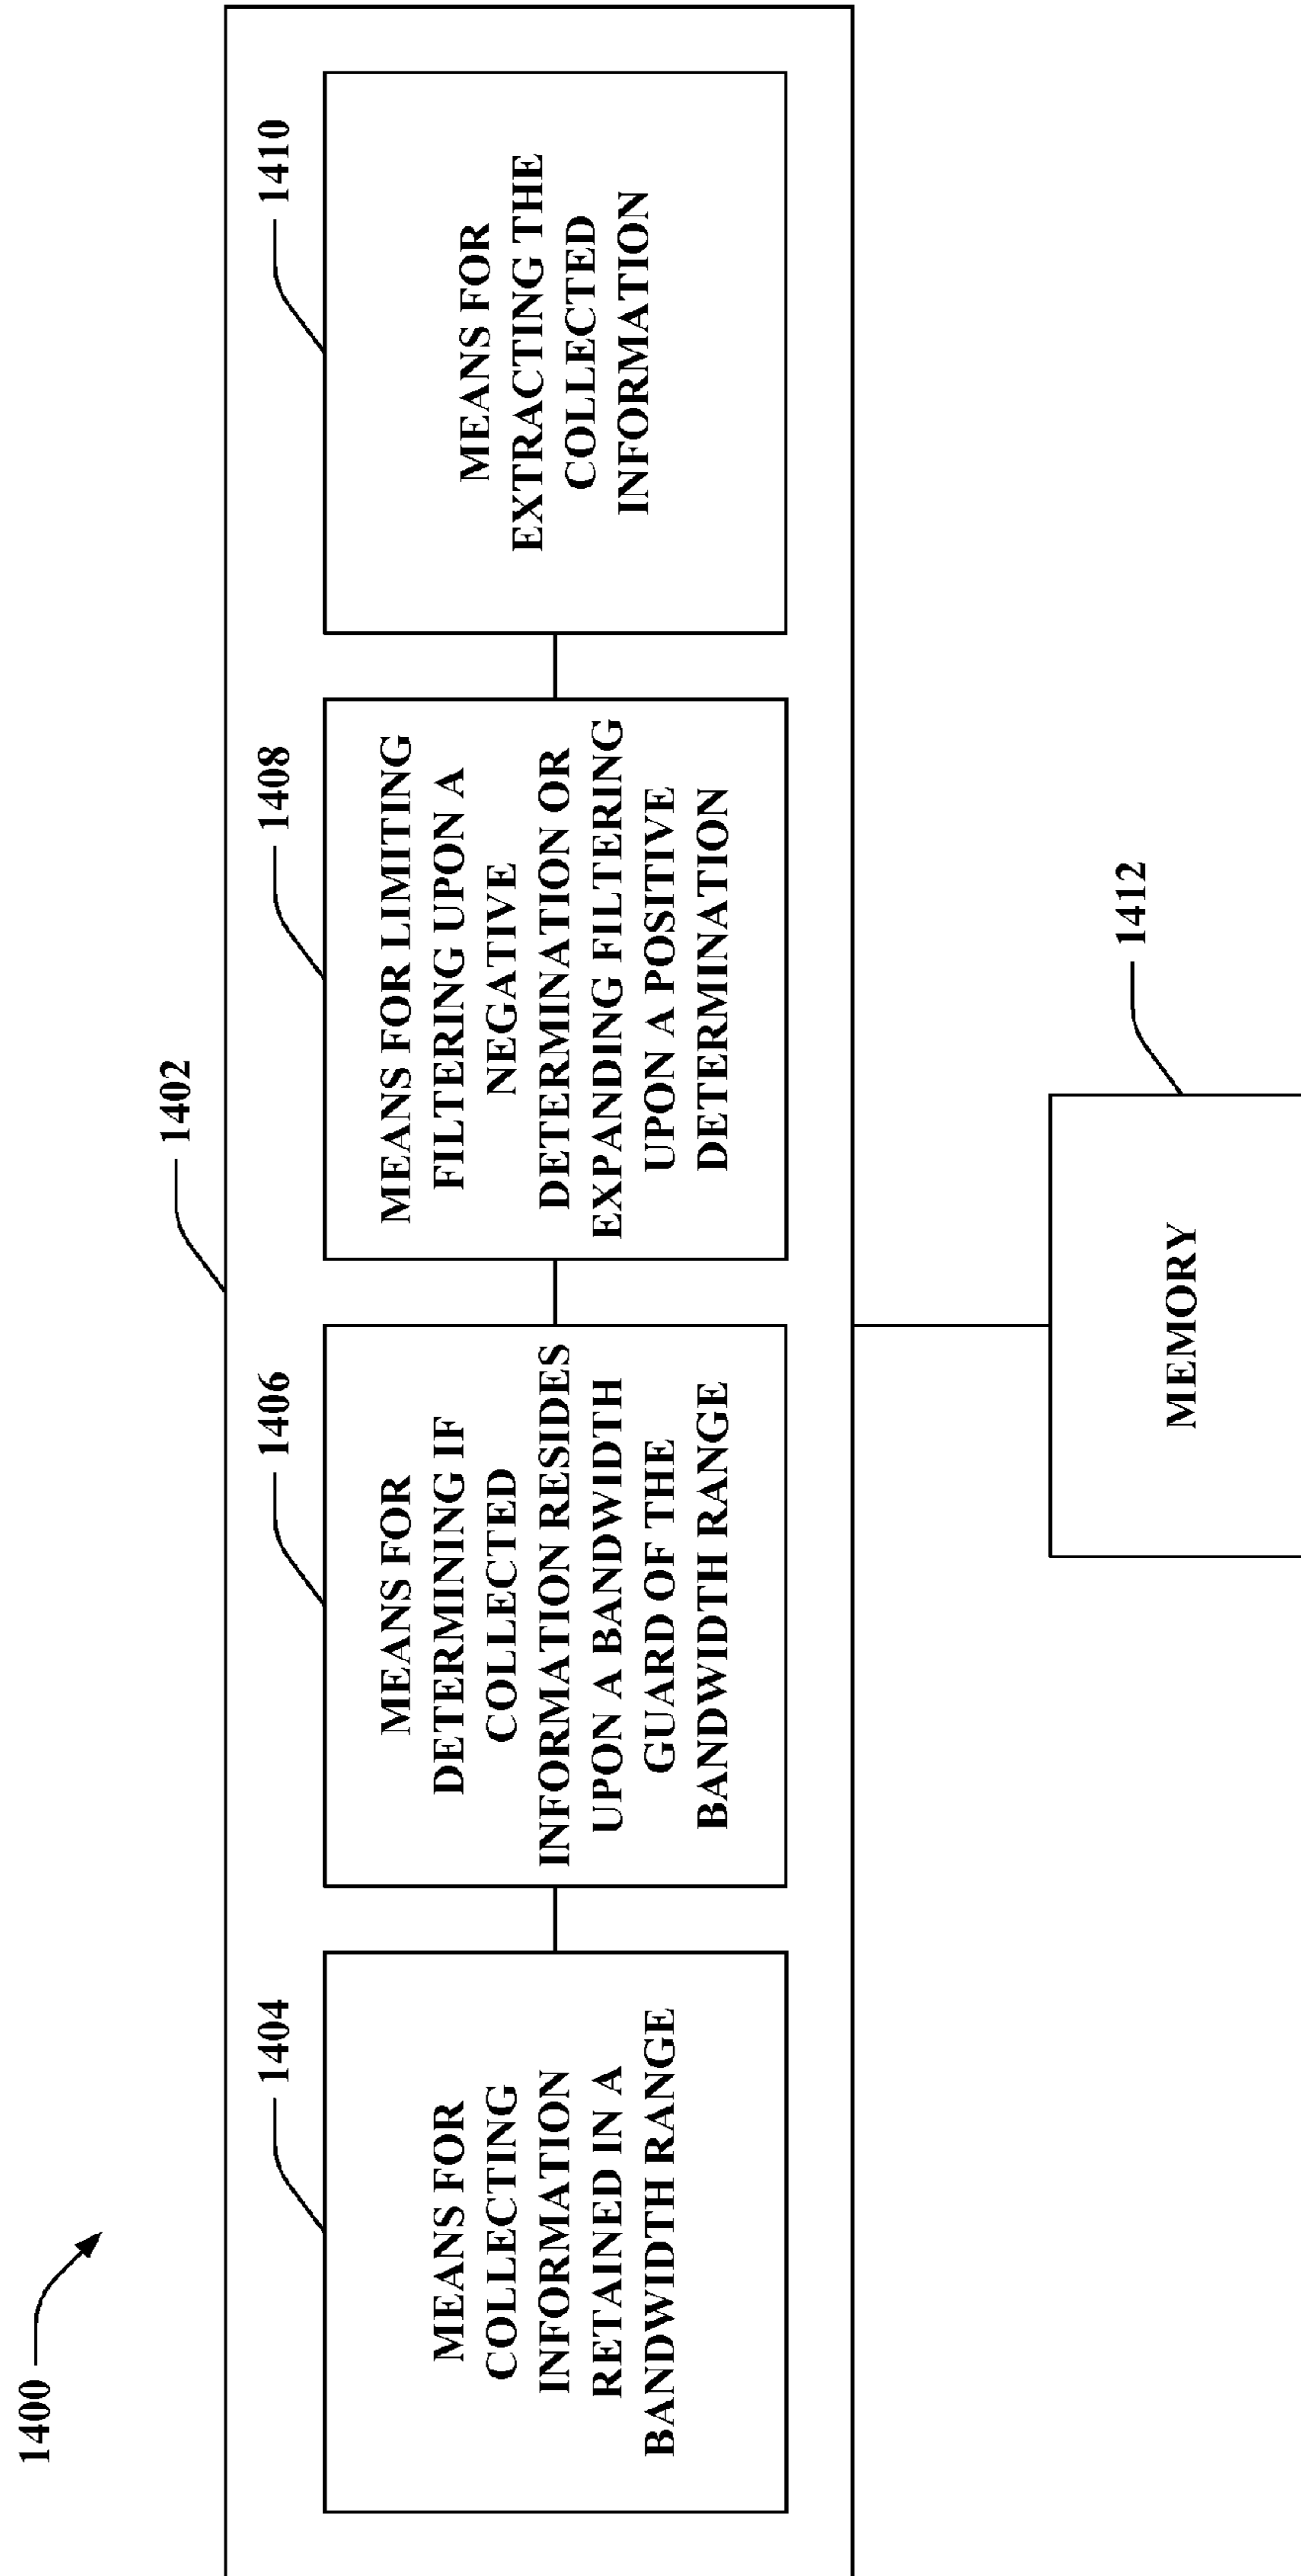 1400
1402
1404
MEANS FOR
COLLECTING
INFORMATION
RETAINED IN A
BANDWIDTH RANGE
1406
MEANS FOR
DETERMINING IF
COLLECTED
INFORMATION RESIDES
UPON A BANDWIDTH
GUARD OF THE
BANDWIDTH RANGE
1408
MEANS FOR LIMITING
FILTERING UPON A
NEGATIVE
DETERMINATION OR
EXPANDING FILTERING
UPON A POSITIVE
DETERMINATION
1410
MEANS FOR
EXTRACTING THE
COLLECTED
INFORMATION
1412
MEMORY